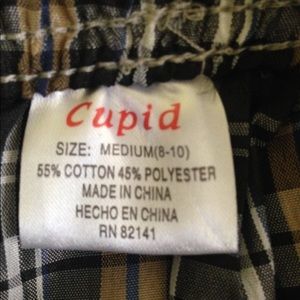 Cupid
SIZE: MEDIUM(8-10)
55% COTTON 45% POLYESTER
MADE IN CHINA
HECHO EN CHINA
RN 82141